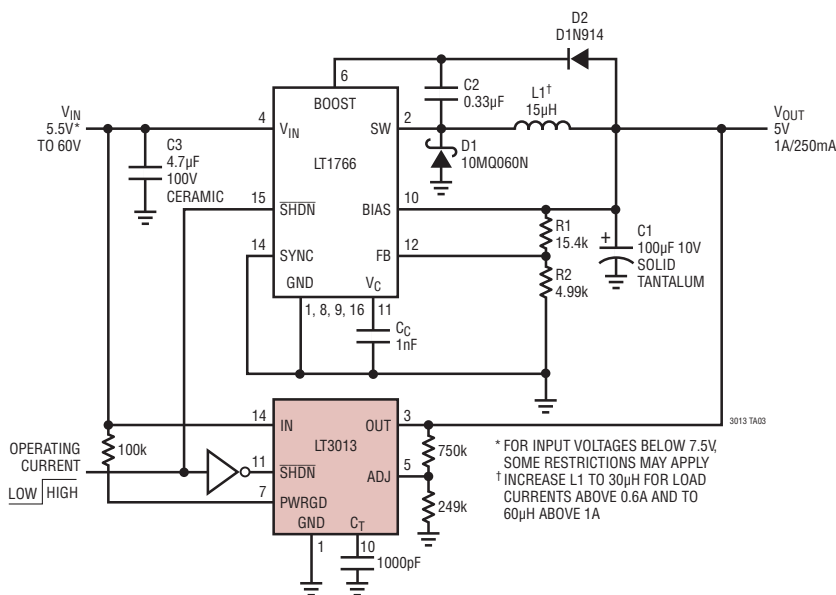 D2
D1N914
6
BOOST
C2
0.33µF
L1†
15µH
VIN
5.5V*
TO 60V
4
VIN
SW
2
VOUT
5V
1A/250mA
C3
4.7µF
100V
CERAMIC
LT1766
D1
10MQ060N
15
SHDN
BIAS
10
R1
15.4k
C1
100µF 10V
SOLID
TANTALUM
+
14
SYNC
FB
12
R2
4.99k
GND
VC
1, 8, 9, 16
11
CC
1nF
14
IN
OUT
3
3013 TA03
LT3013
100k
750k
OPERATING
CURRENT
LOW HIGH
11
SHDN
ADJ
5
7
PWRGD
249k
GND
CT
1
10
1000pF
* FOR INPUT VOLTAGES BELOW 7.5V,
SOME RESTRICTIONS MAY APPLY
† INCREASE L1 TO 30µH FOR LOAD
CURRENTS ABOVE 0.6A AND TO
60µH ABOVE 1A